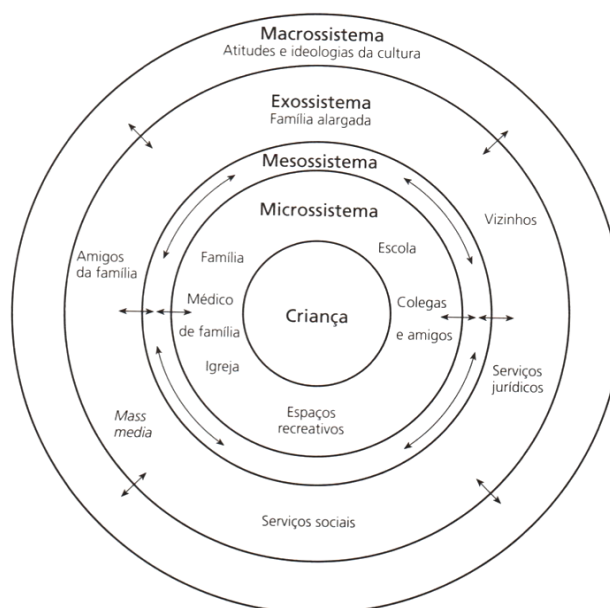 Macrossistema
Atitudes e ideologias da cultura
Exossistema
Família alargada
Mesossistema
Microssistema
Vizinhos
Escola
Família
Amigos
da família
Médico
de família
Criança
Colegas
e amigos
Igreja
Serviços
jurídicos
Espaços
recreativos
Mass
media
Serviços sociais